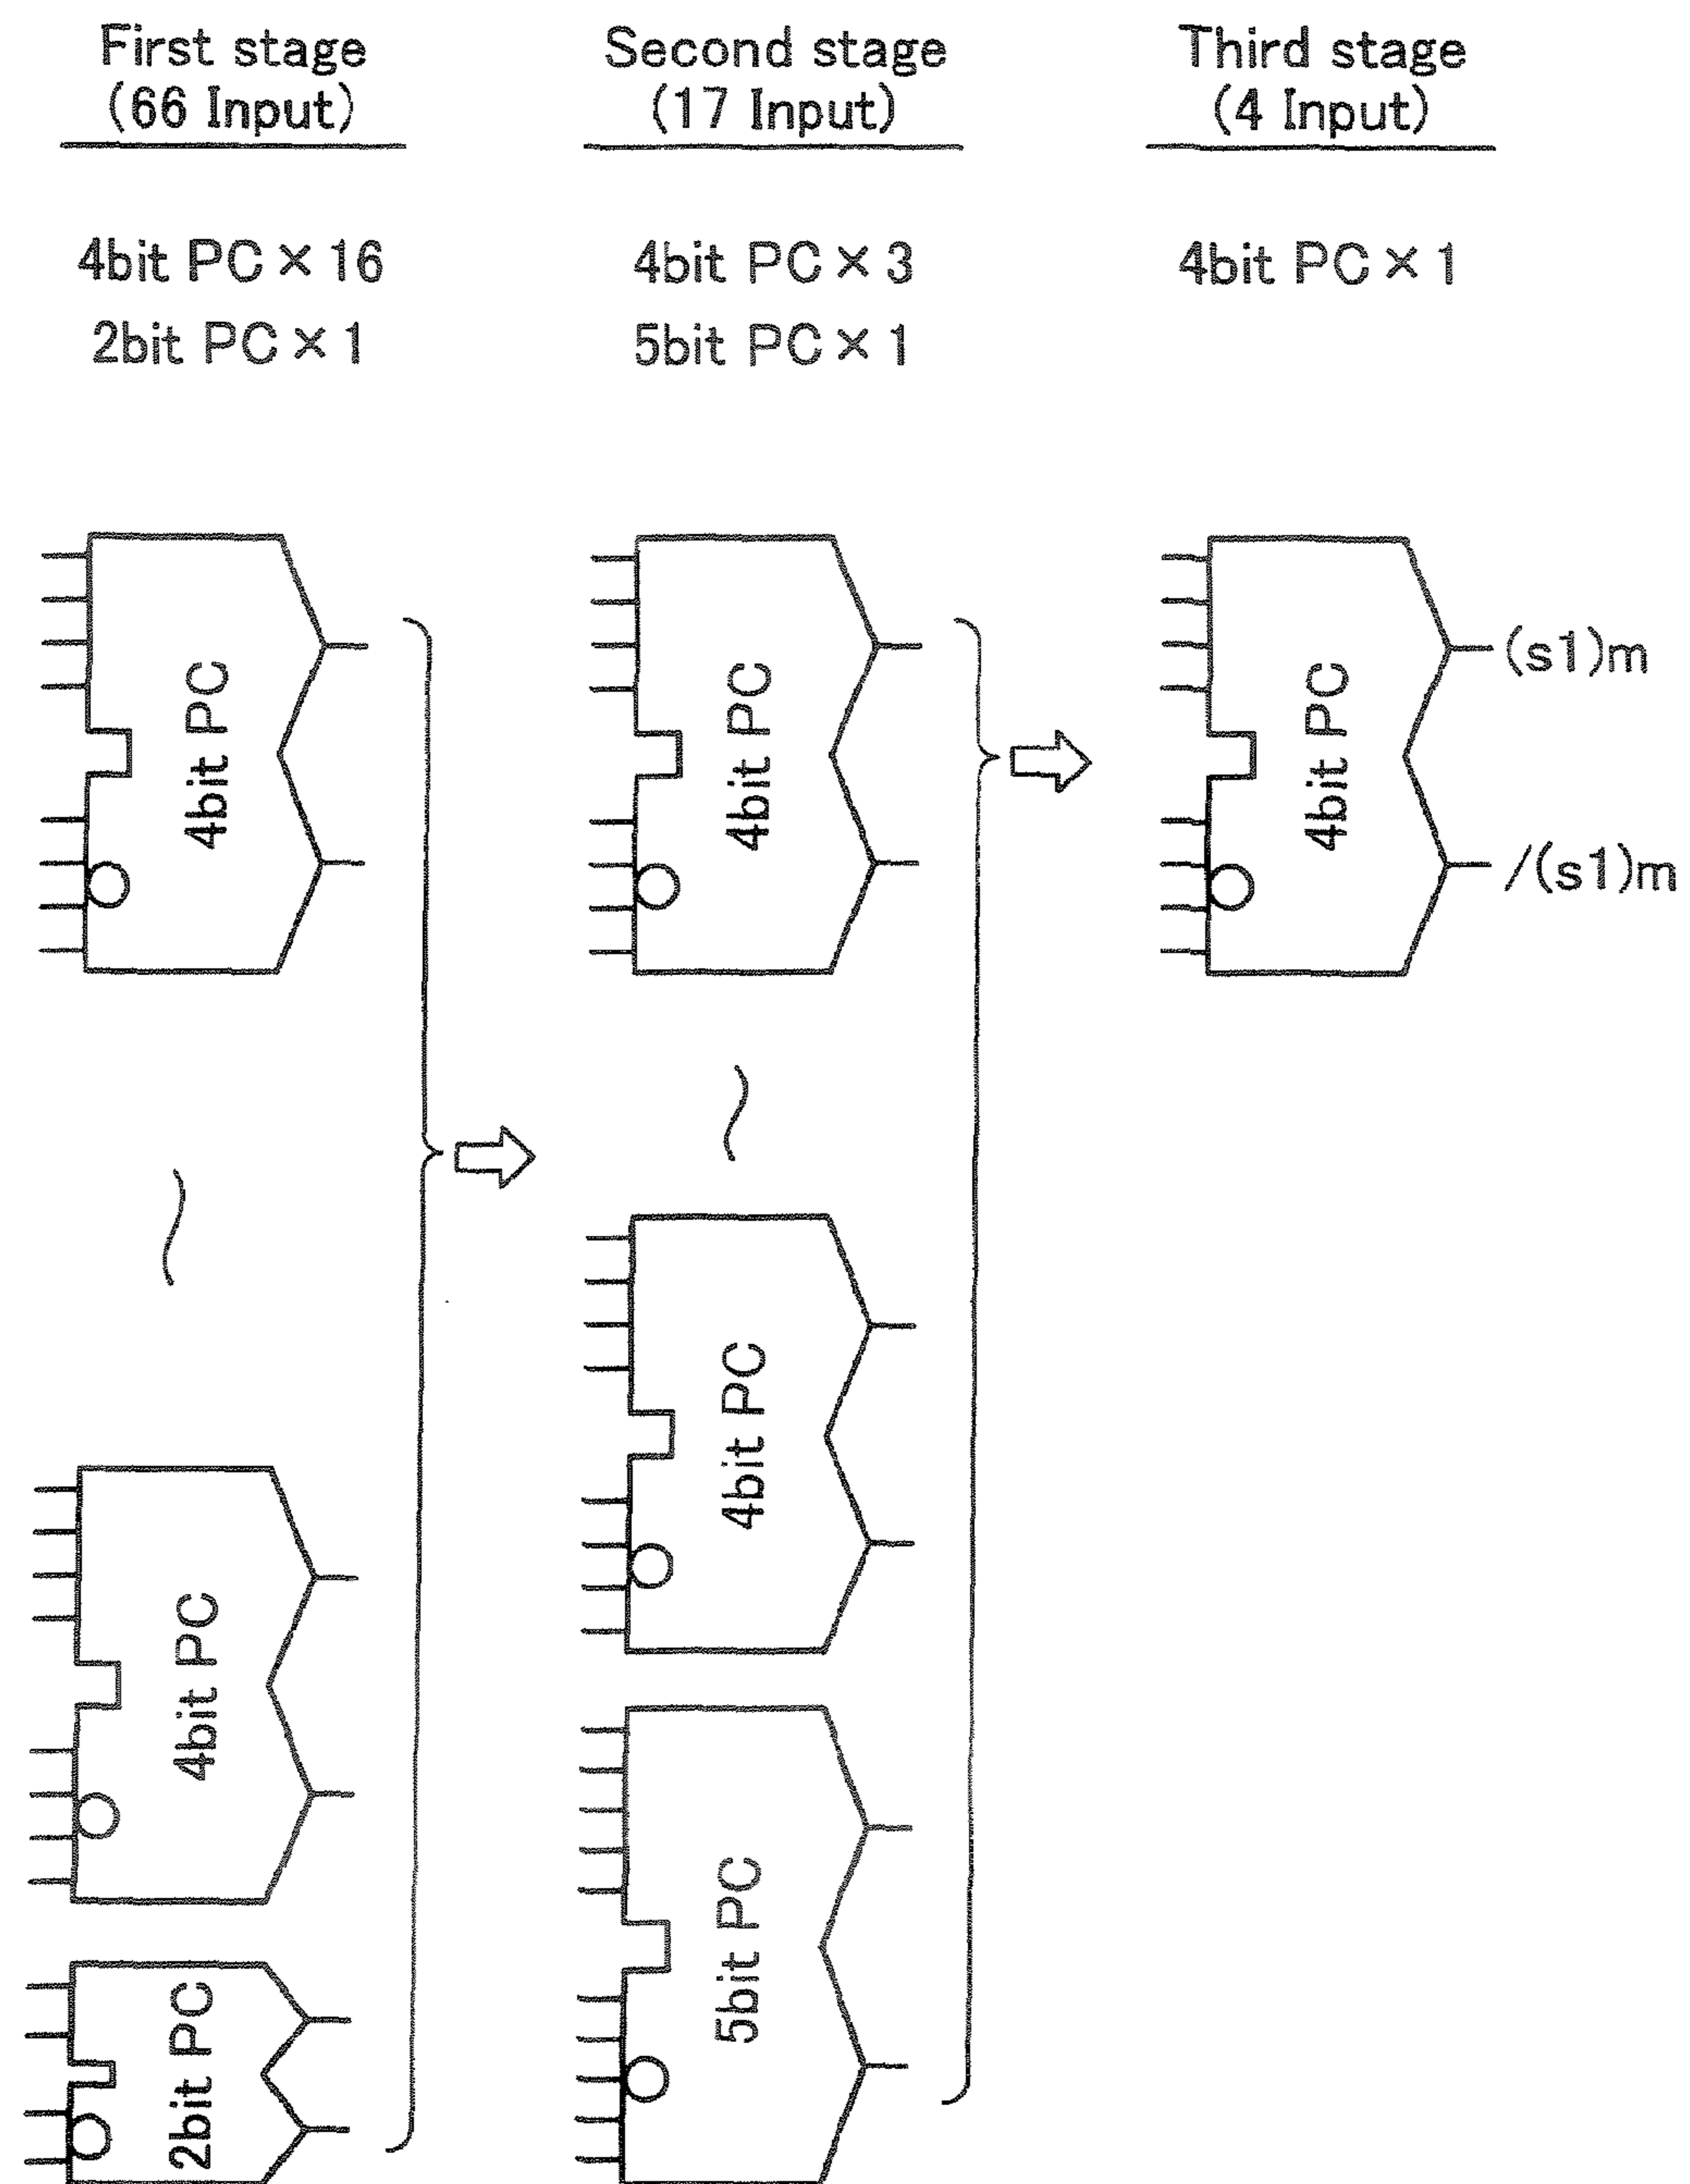 First stage
(66 Input)
4bit PC × 16
2bit PC × 1
4bit PC
4bit PC
2bit PC
Second stage
(17 Input)
4bit PC × 3
5bit PC × 1
4bit PC
4bit PC
5bit PC
Third stage
(4 Input)
4bit PC × 1
4bit PC
(s1)m
/(s1)m